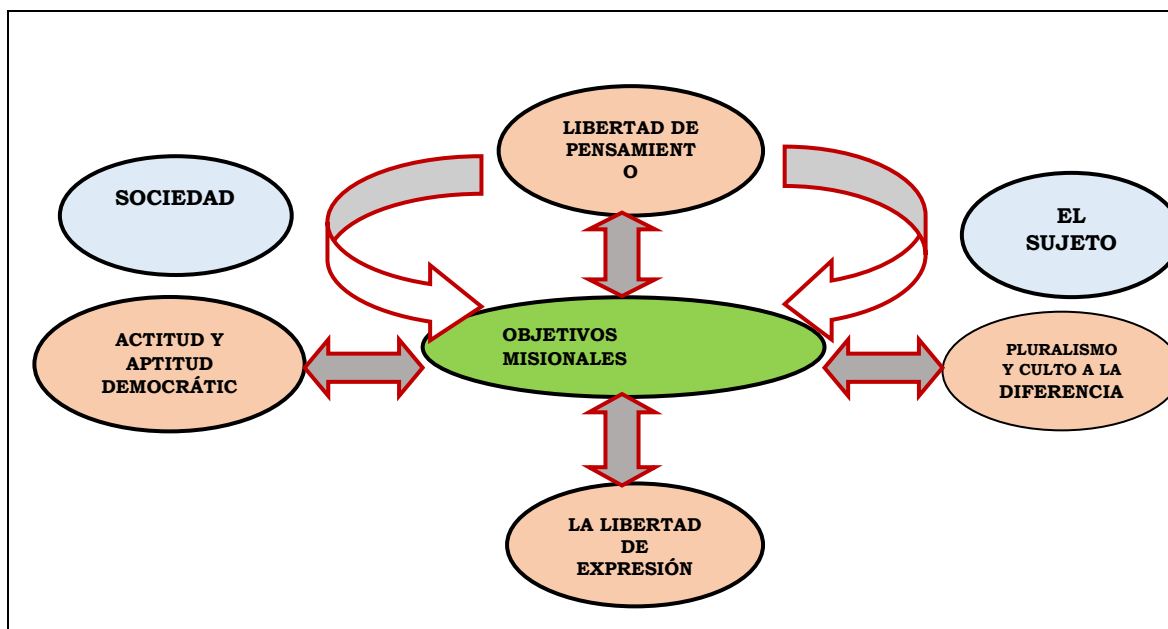 LIBERTAD DE
PENSAMIENT
O
SOCIEDAD
EL
SUJETO
ACTITUD Y
APTITUD
DEMOCRÁTIC
OBJETIVOS
MISIONALES
PLURALISMO
Y CULTO A LA
DIFERENCIA
LA LIBERTAD
DE
EXPRESIÓN